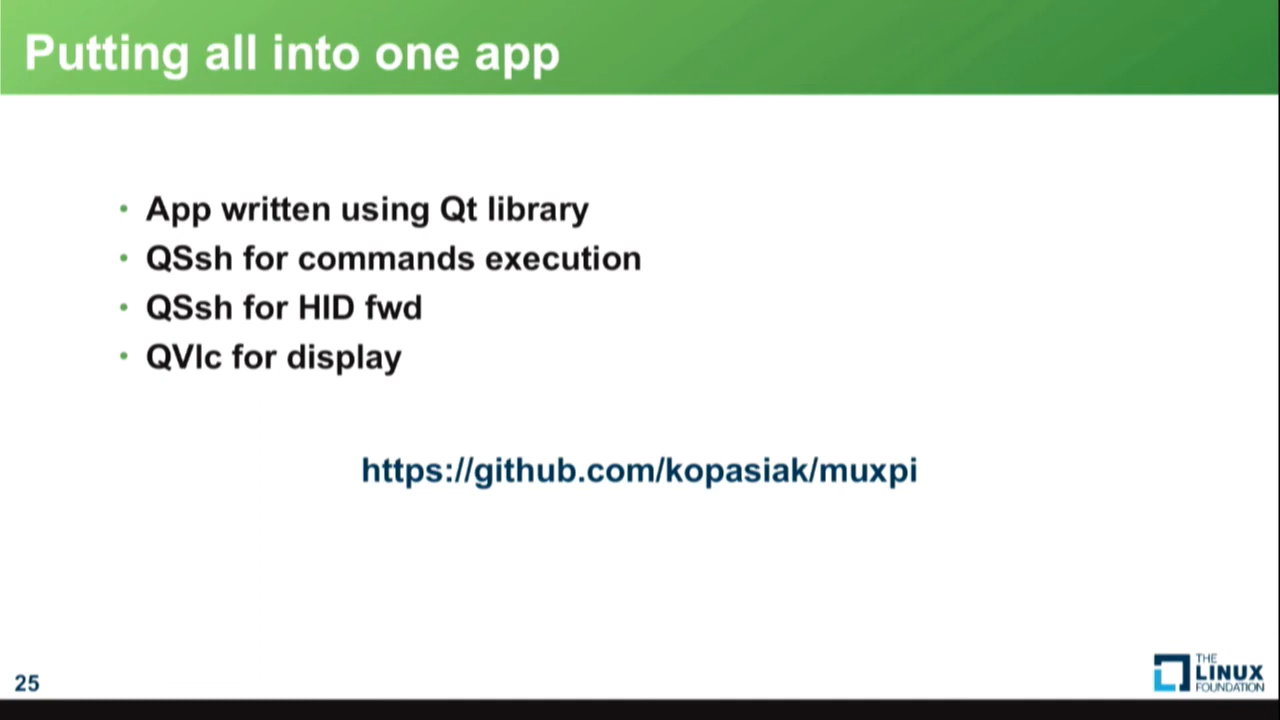 Putting all into one app
• App written using Qt library
• QSsh for commands execution
• QSsh for HID fwd
• QVlc for display
https://github.com/kopasiak/muxpi
25
THE
LINUX
FOUNDATION